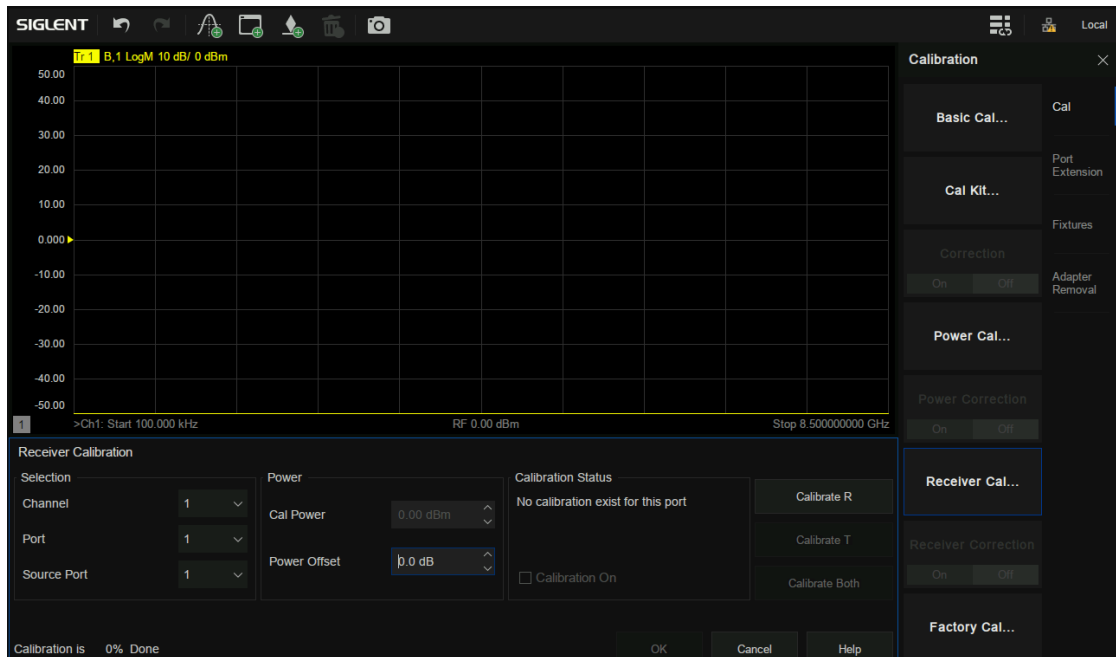 SIGLENT
Local
Tr 1 B,1 LogM 10 dB/ 0 dBm
50.00
40.00
30.00
20.00
10.00
0.000
-10.00
-20.00
-30.00
-40.00
-50.00
1 >Ch1: Start 100.000 kHz RF 0.00 dBm Stop 8.500000000 GHz
Receiver Calibration
Selection
Channel 1
Port 1
Source Port 1
Power
Cal Power 0.00 dBm
Power Offset 0.0 dB
Calibration Status
No calibration exist for this port
Calibration On
Calibrate R
Calibrate T
Calibrate Both
Calibration is 0% Done
OK Cancel Help
Calibration
Basic Cal...
Cal Kit...
Correction
On Off
Power Cal...
Power Correction
On Off
Receiver Cal...
Receiver Correction
On Off
Factory Cal...
Cal
Port
Extension
Fixtures
Adapter
Removal